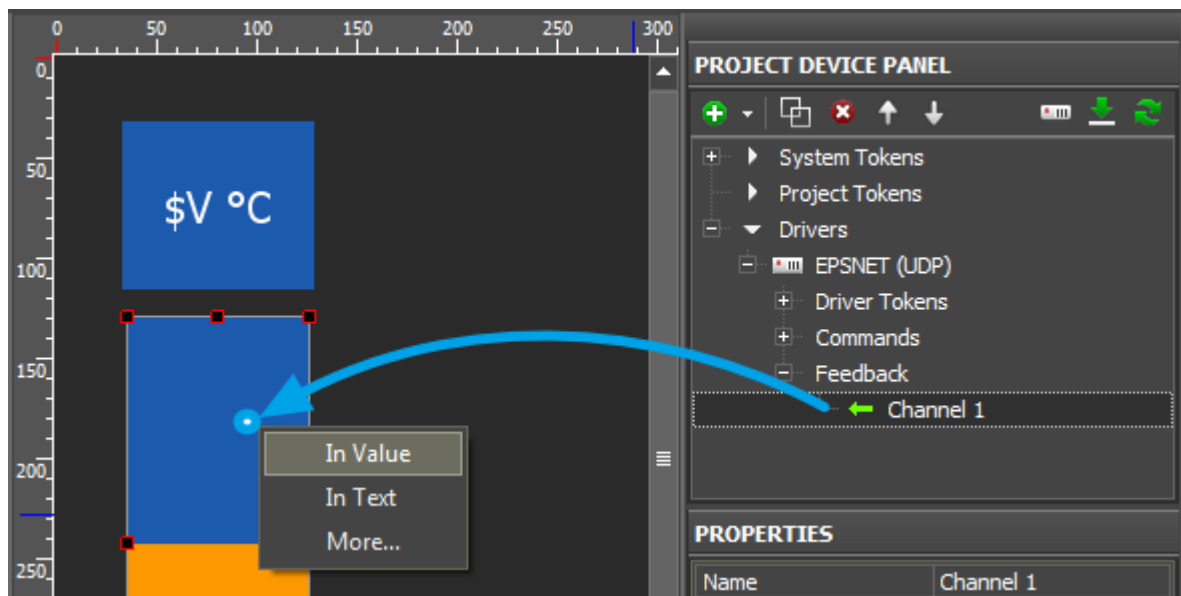 0 50 100 150 200 250 300
0
50
100
150
200
250
$V °C
In Value
In Text
More...
PROJECT DEVICE PANEL
System Tokens
Project Tokens
Drivers
EPSNET (UDP)
Driver Tokens
Commands
Feedback
Channel 1
PROPERTIES
Name Channel 1